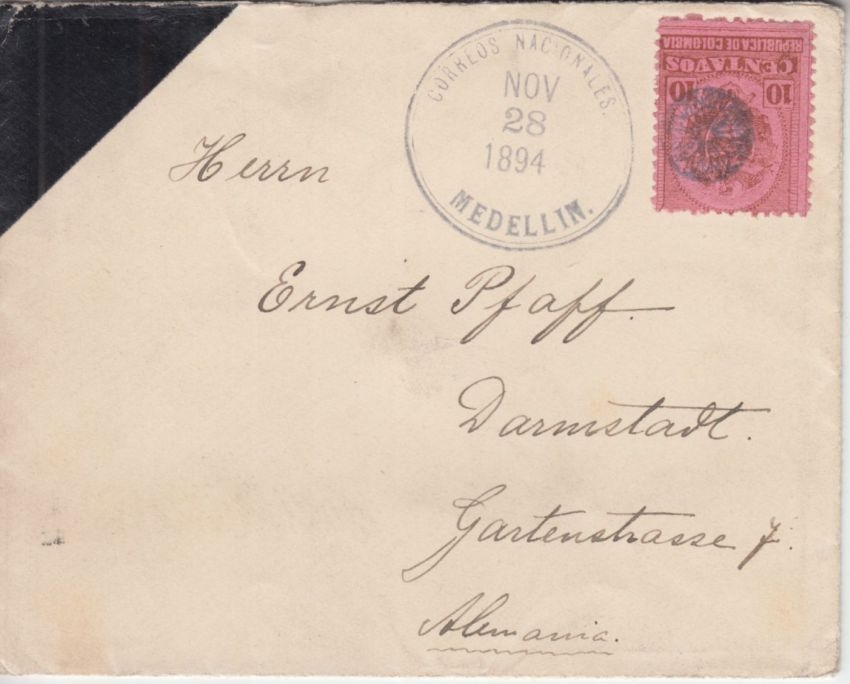 CORREOS NACIONALES.
NOV
28
1894
MEDELLIN.
REPUBLICA DE COLOMBIA
CENTAVOS
10 10
Herrn
Ernst Pfaff.
Darmstadt.
Gartenstrasse 7.
Alemania.